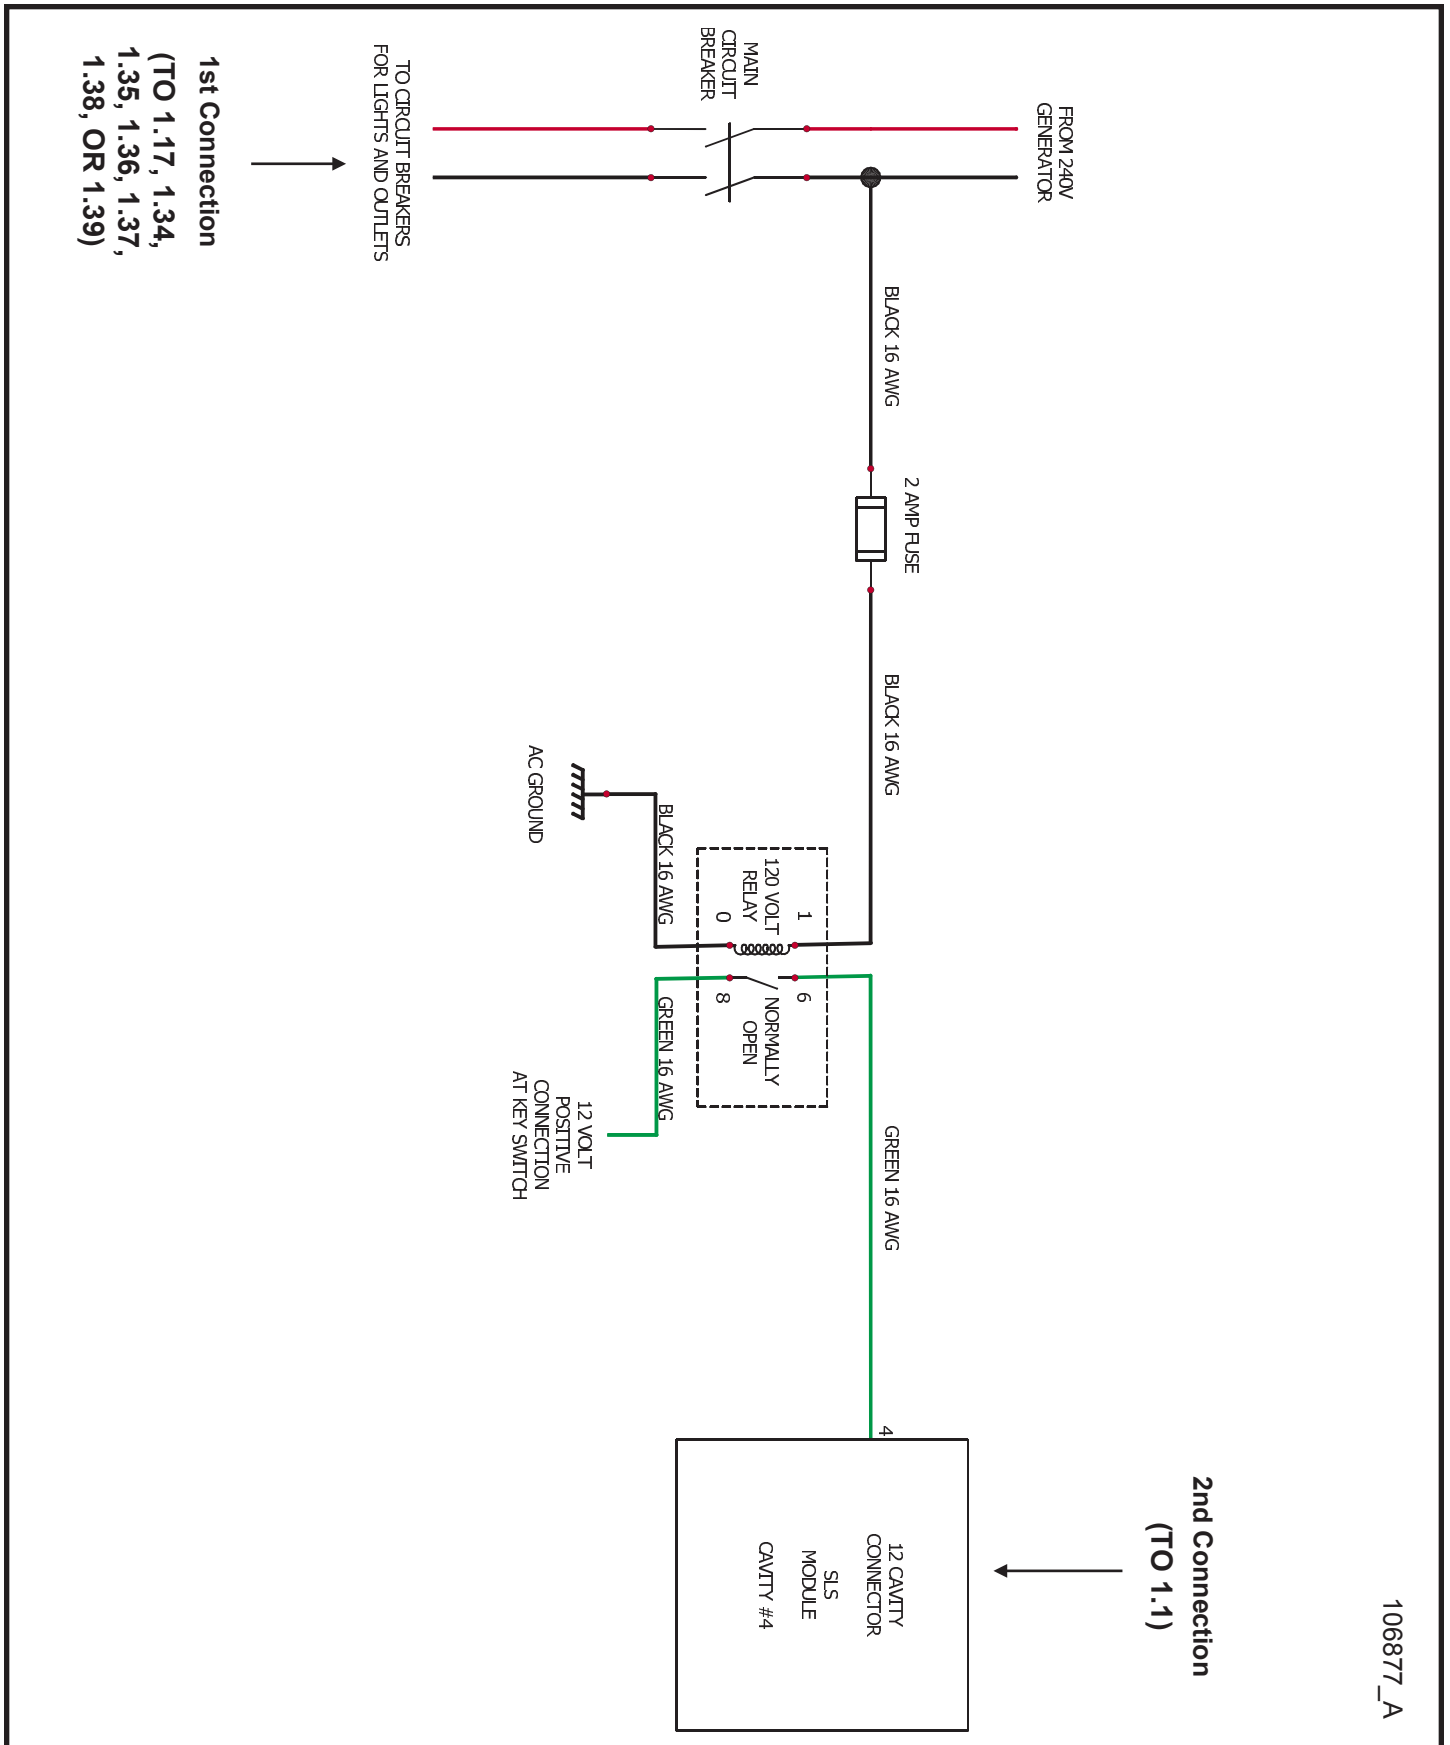 106877_A
2nd Connection
(TO 1.1)
FROM 240V
GENERATOR
MAIN
CIRCUIT
BREAKER
TO CIRCUIT BREAKERS
FOR LIGHTS AND OUTLETS
1st Connection
(TO 1.17, 1.34,
1.35, 1.36, 1.37,
1.38, OR 1.39)
BLACK 16 AWG
2 AMP FUSE
BLACK 16 AWG
AC GROUND
BLACK 16 AWG
120 VOLT
RELAY
1
0
6
8
NORMALLY
OPEN
GREEN 16 AWG
12 VOLT
POSITIVE
CONNECTION
AT KEY SWITCH
GREEN 16 AWG
4
12 CAVITY
CONNECTOR
SLS
MODULE
CAVITY #4